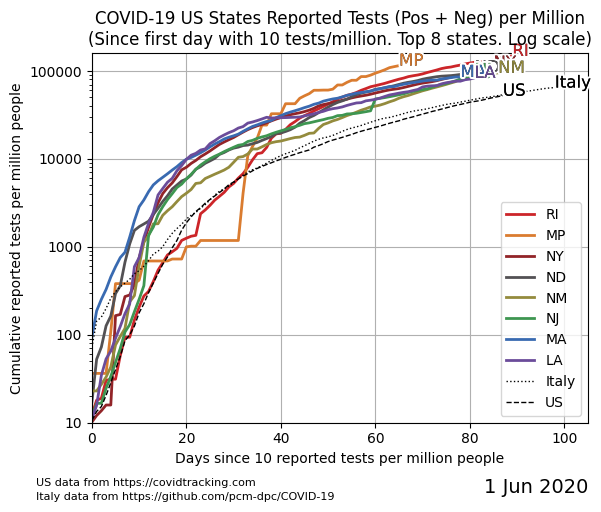 COVID-19 US States Reported Tests (Pos + Neg) per Million
(Since first day with 10 tests/million. Top 8 states. Log scale)
Cumulative reported tests per million people
100000
10000
1000
100
10
MP
RI
NM
MA
LA
US
Italy
RI
MP
NY
ND
NM
NJ
MA
LA
Italy
US
0
20
40
60
80
100
Days since 10 reported tests per million people
US data from https://covidtracking.com
Italy data from https://github.com/pcm-dpc/COVID-19
1 Jun 2020